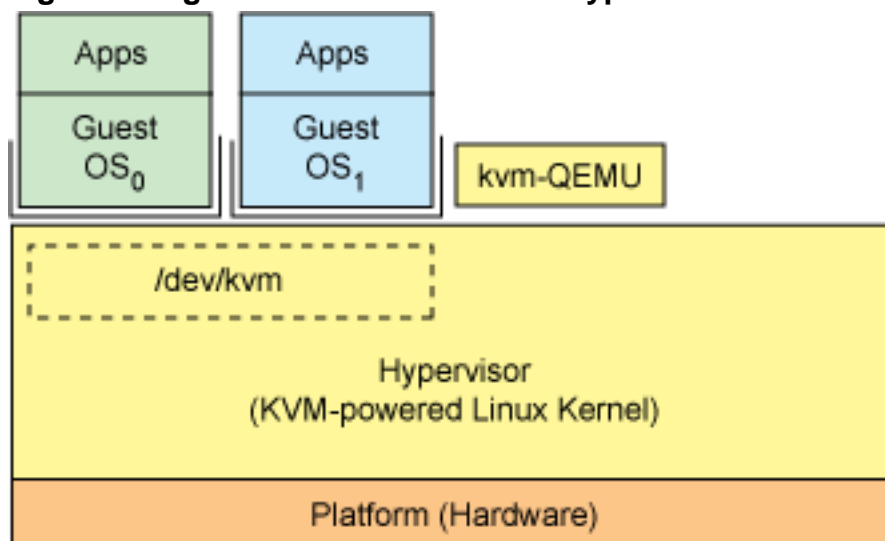 Apps
Apps
Guest
OS0
Guest
OS1
kvm-QEMU
/dev/kvm
Hypervisor
(KVM-powered Linux Kernel)
Platform (Hardware)